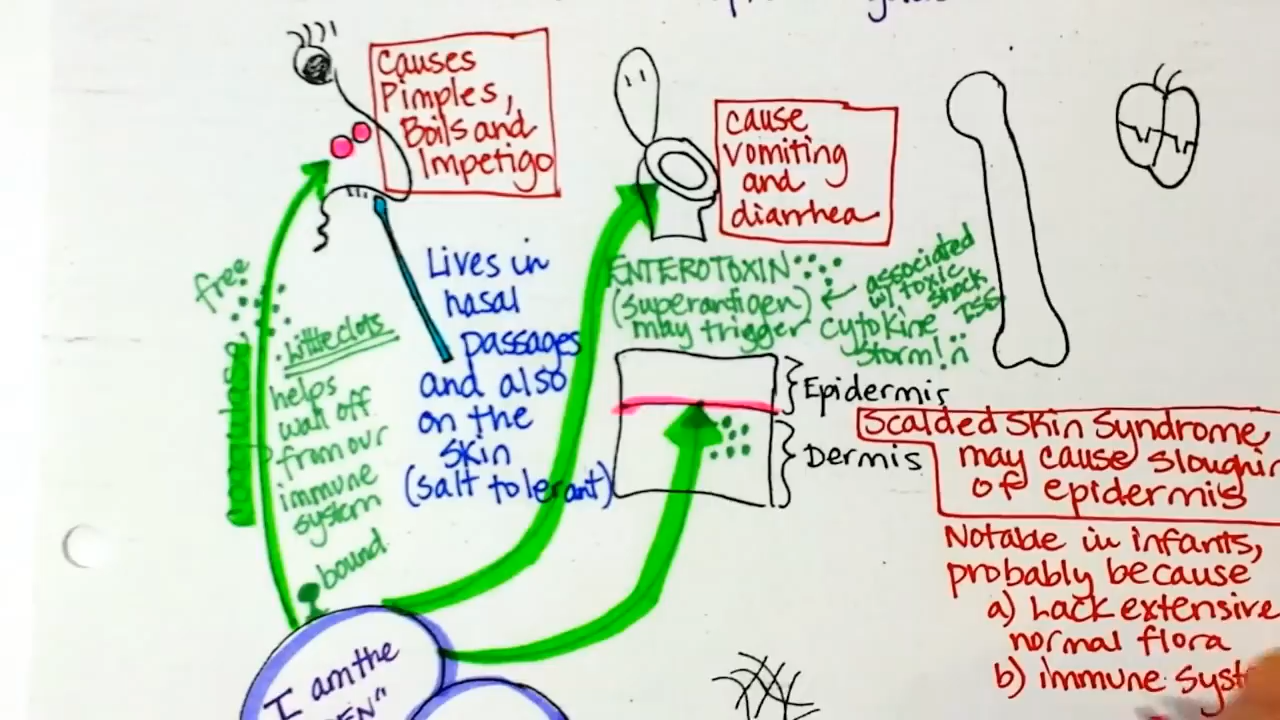 causes
Pimples,
Boils and
Impetigo
cause
vomiting
and
diarrhea
free
coagulase
little clots
helps
wall off
from our
immune
system
bound
Lives in
nasal
passages
and also
on the
skin
(salt tolerant)
ENTEROTOXIN
(superantigen)
may trigger cytokine
storm!
associated
w/ toxic
shock
TSS
Epidermis
Dermis
Scalded Skin Syndrome,
may cause sloughin
of epidermis
Notable in infants,
probably because
a) Lack extensive
normal flora
b) immune syst
I am the
EN"